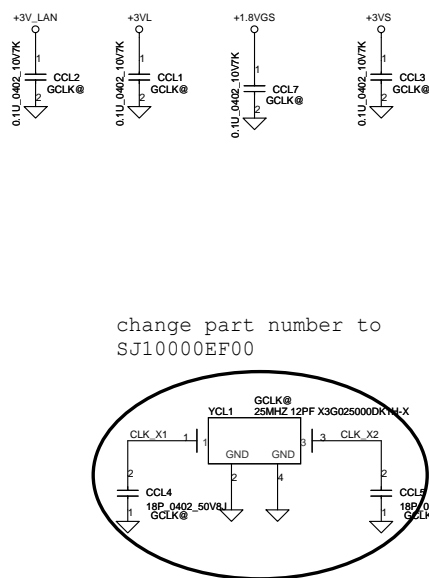 +3V_LAN
+3VL
+1.8VGS
+3VS
0.1U_0402_10V7K
1
2
CCL2
GCLK@
0.1U_0402_10V7K
1
2
CCL1
GCLK@
0.1U_0402_10V7K
1
2
CCL7
GCLK@
0.1U_0402_10V7K
1
2
CCL3
GCLK@
change part number to
SJ10000EF00
GCLK@
YCL1 25MHZ 12PF X3G025000DK1H-X
CLK_X1 1 1 3 3 CLK_X2
GND GND
2 4
2
CCL4
18P_0402_50V8J
1
GCLK@
2
1